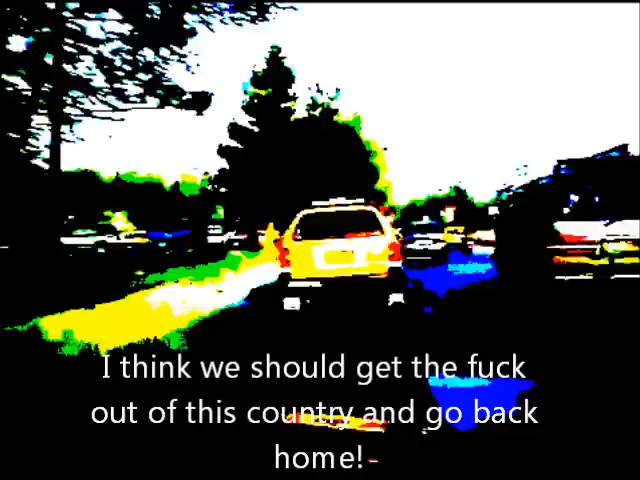 I think we should get the fuck
out of this country and go back
home!-